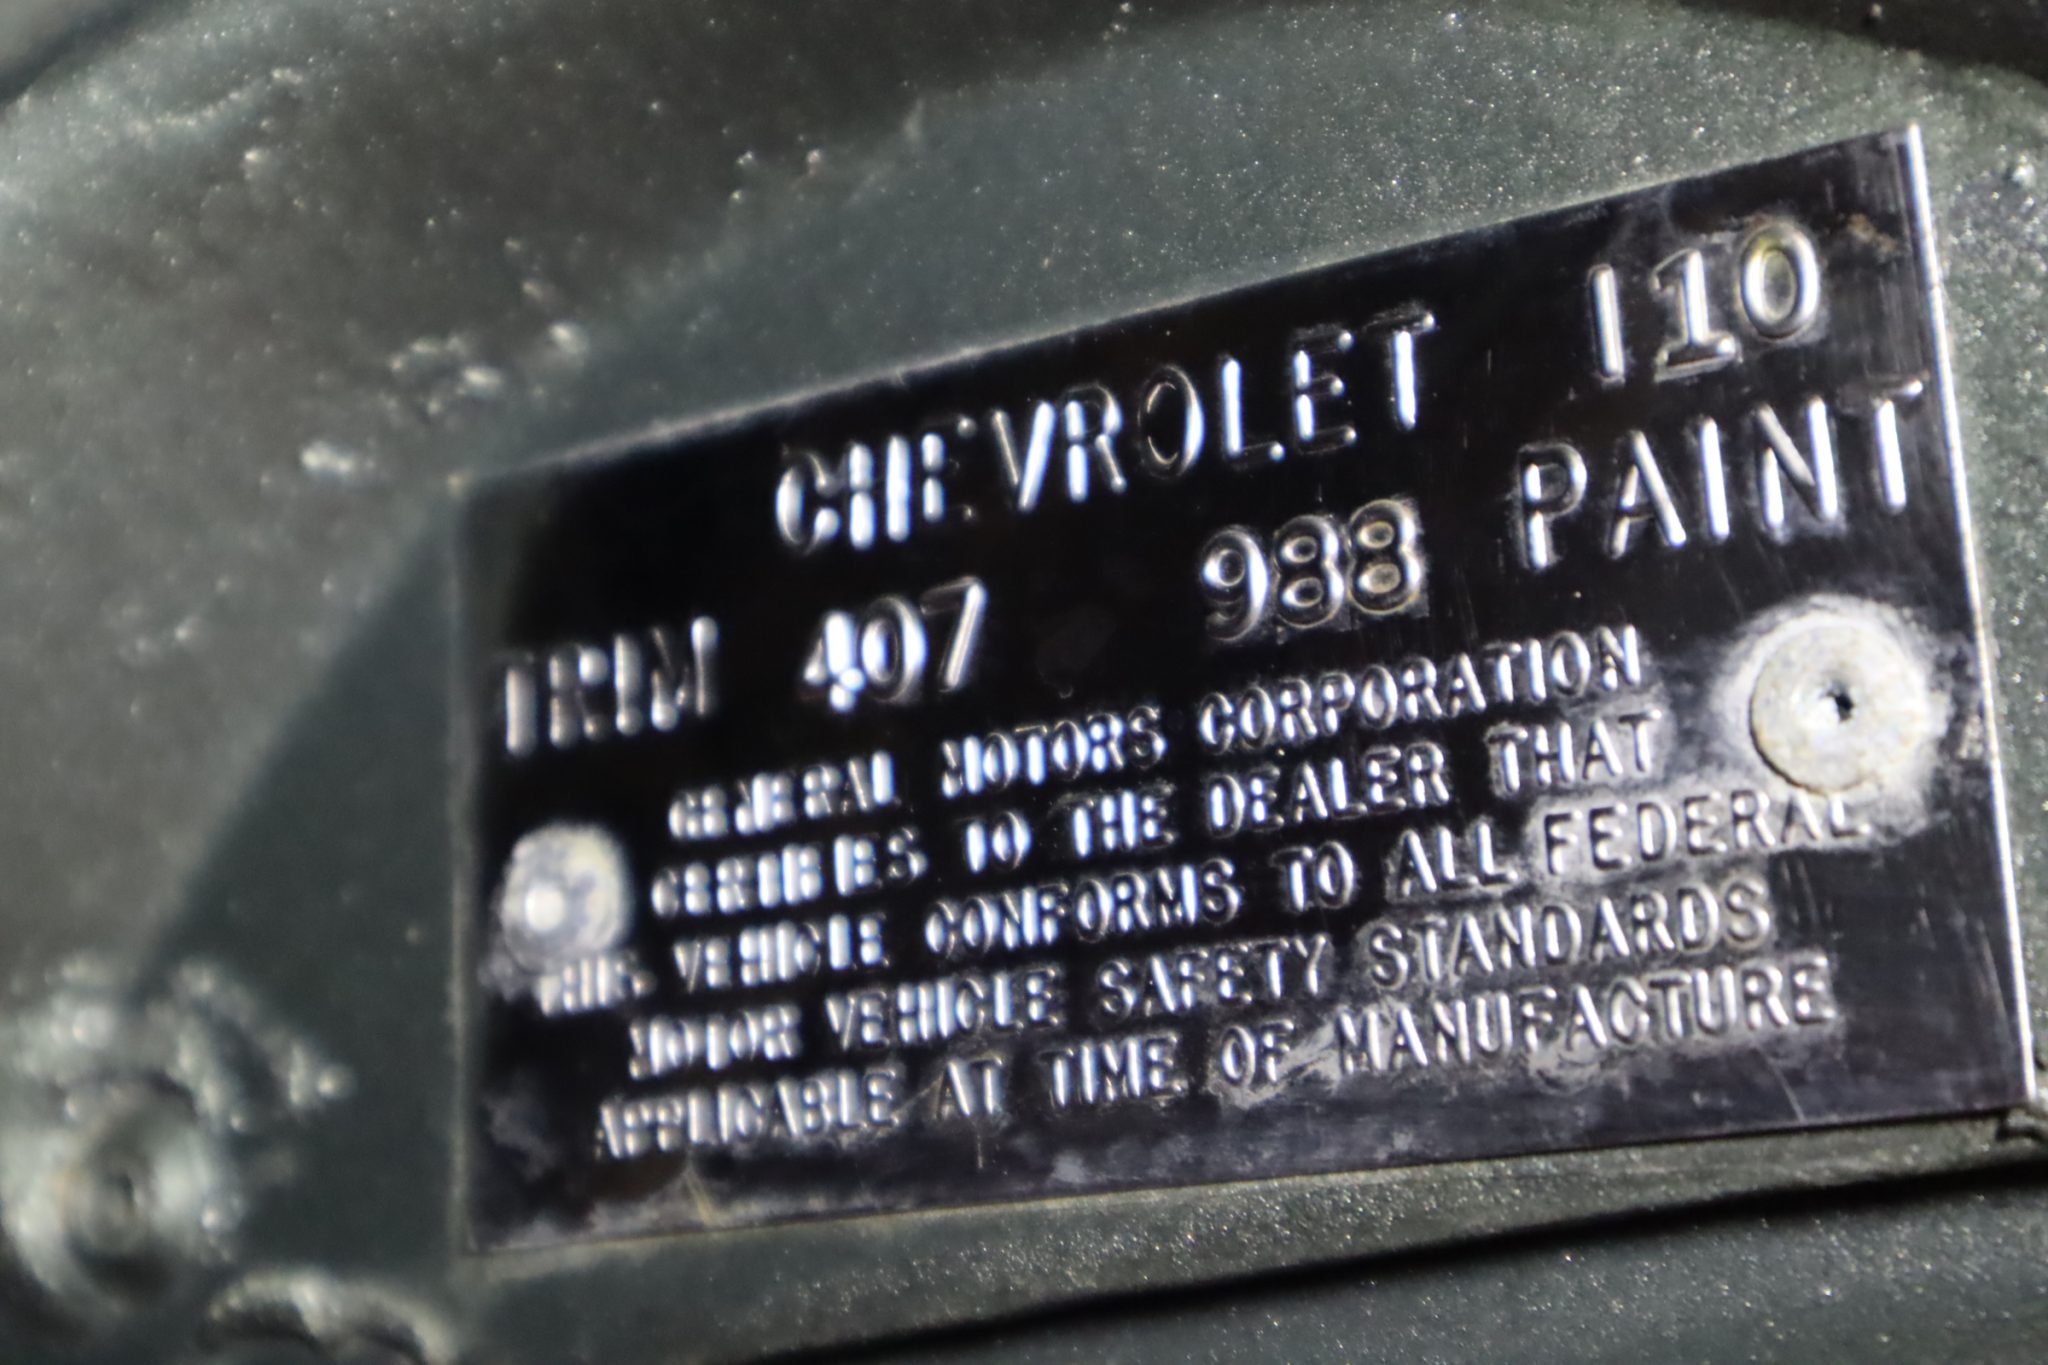 CHEVROLET I10
TRIM 407 988 PAINT
GENERAL MOTORS CORPORATION
CERTIFIES TO THE DEALER THAT
THIS VEHICLE CONFORMS TO ALL FEDERAL
MOTOR VEHICLE SAFETY STANDARDS
APPLICABLE AT TIME OF MANUFACTURE